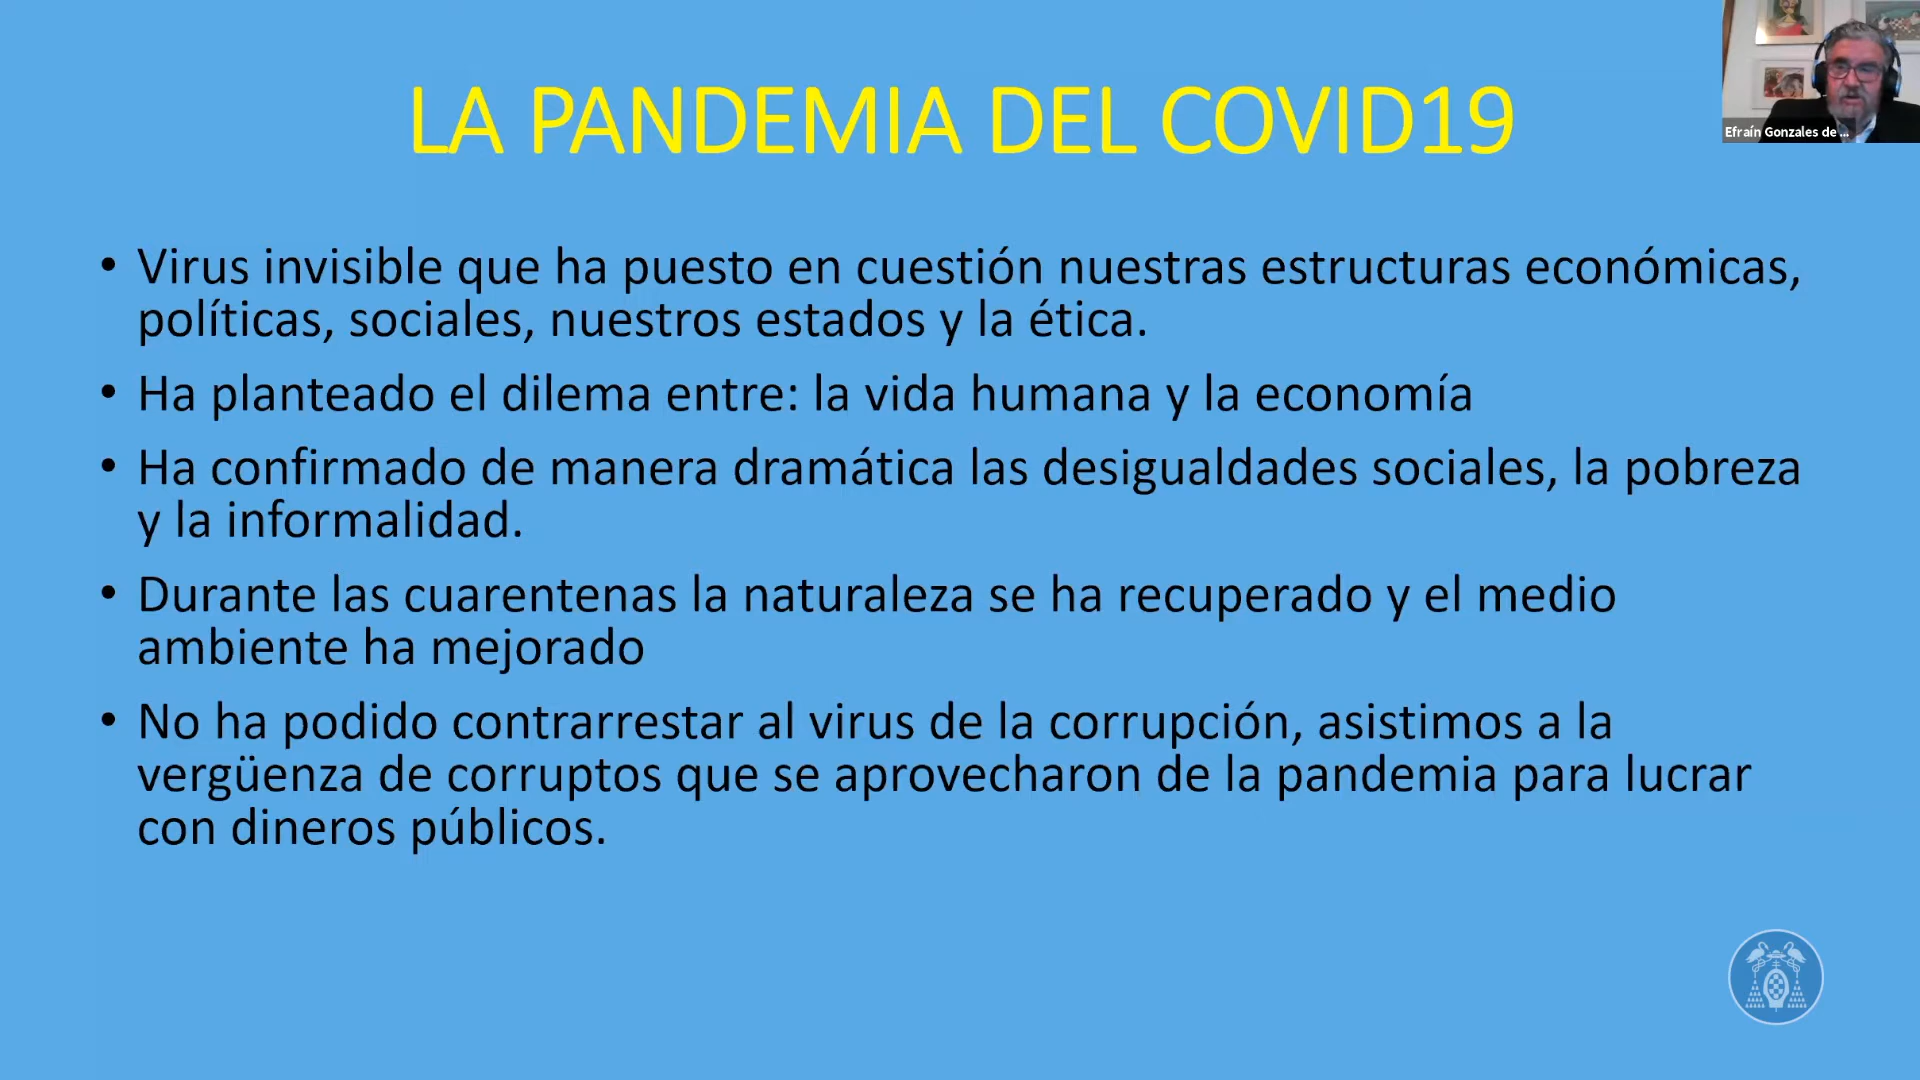 LA PANDEMIA DEL COVID19
Efraín Gonzales de ...
• Virus invisible que ha puesto en cuestión nuestras estructuras económicas,
políticas, sociales, nuestros estados y la ética.
• Ha planteado el dilema entre: la vida humana y la economía
• Ha confirmado de manera dramática las desigualdades sociales, la pobreza
y la informalidad.
• Durante las cuarentenas la naturaleza se ha recuperado y el medio
ambiente ha mejorado
• No ha podido contrarrestar al virus de la corrupción, asistimos a la
vergüenza de corruptos que se aprovecharon de la pandemia para lucrar
con dineros públicos.